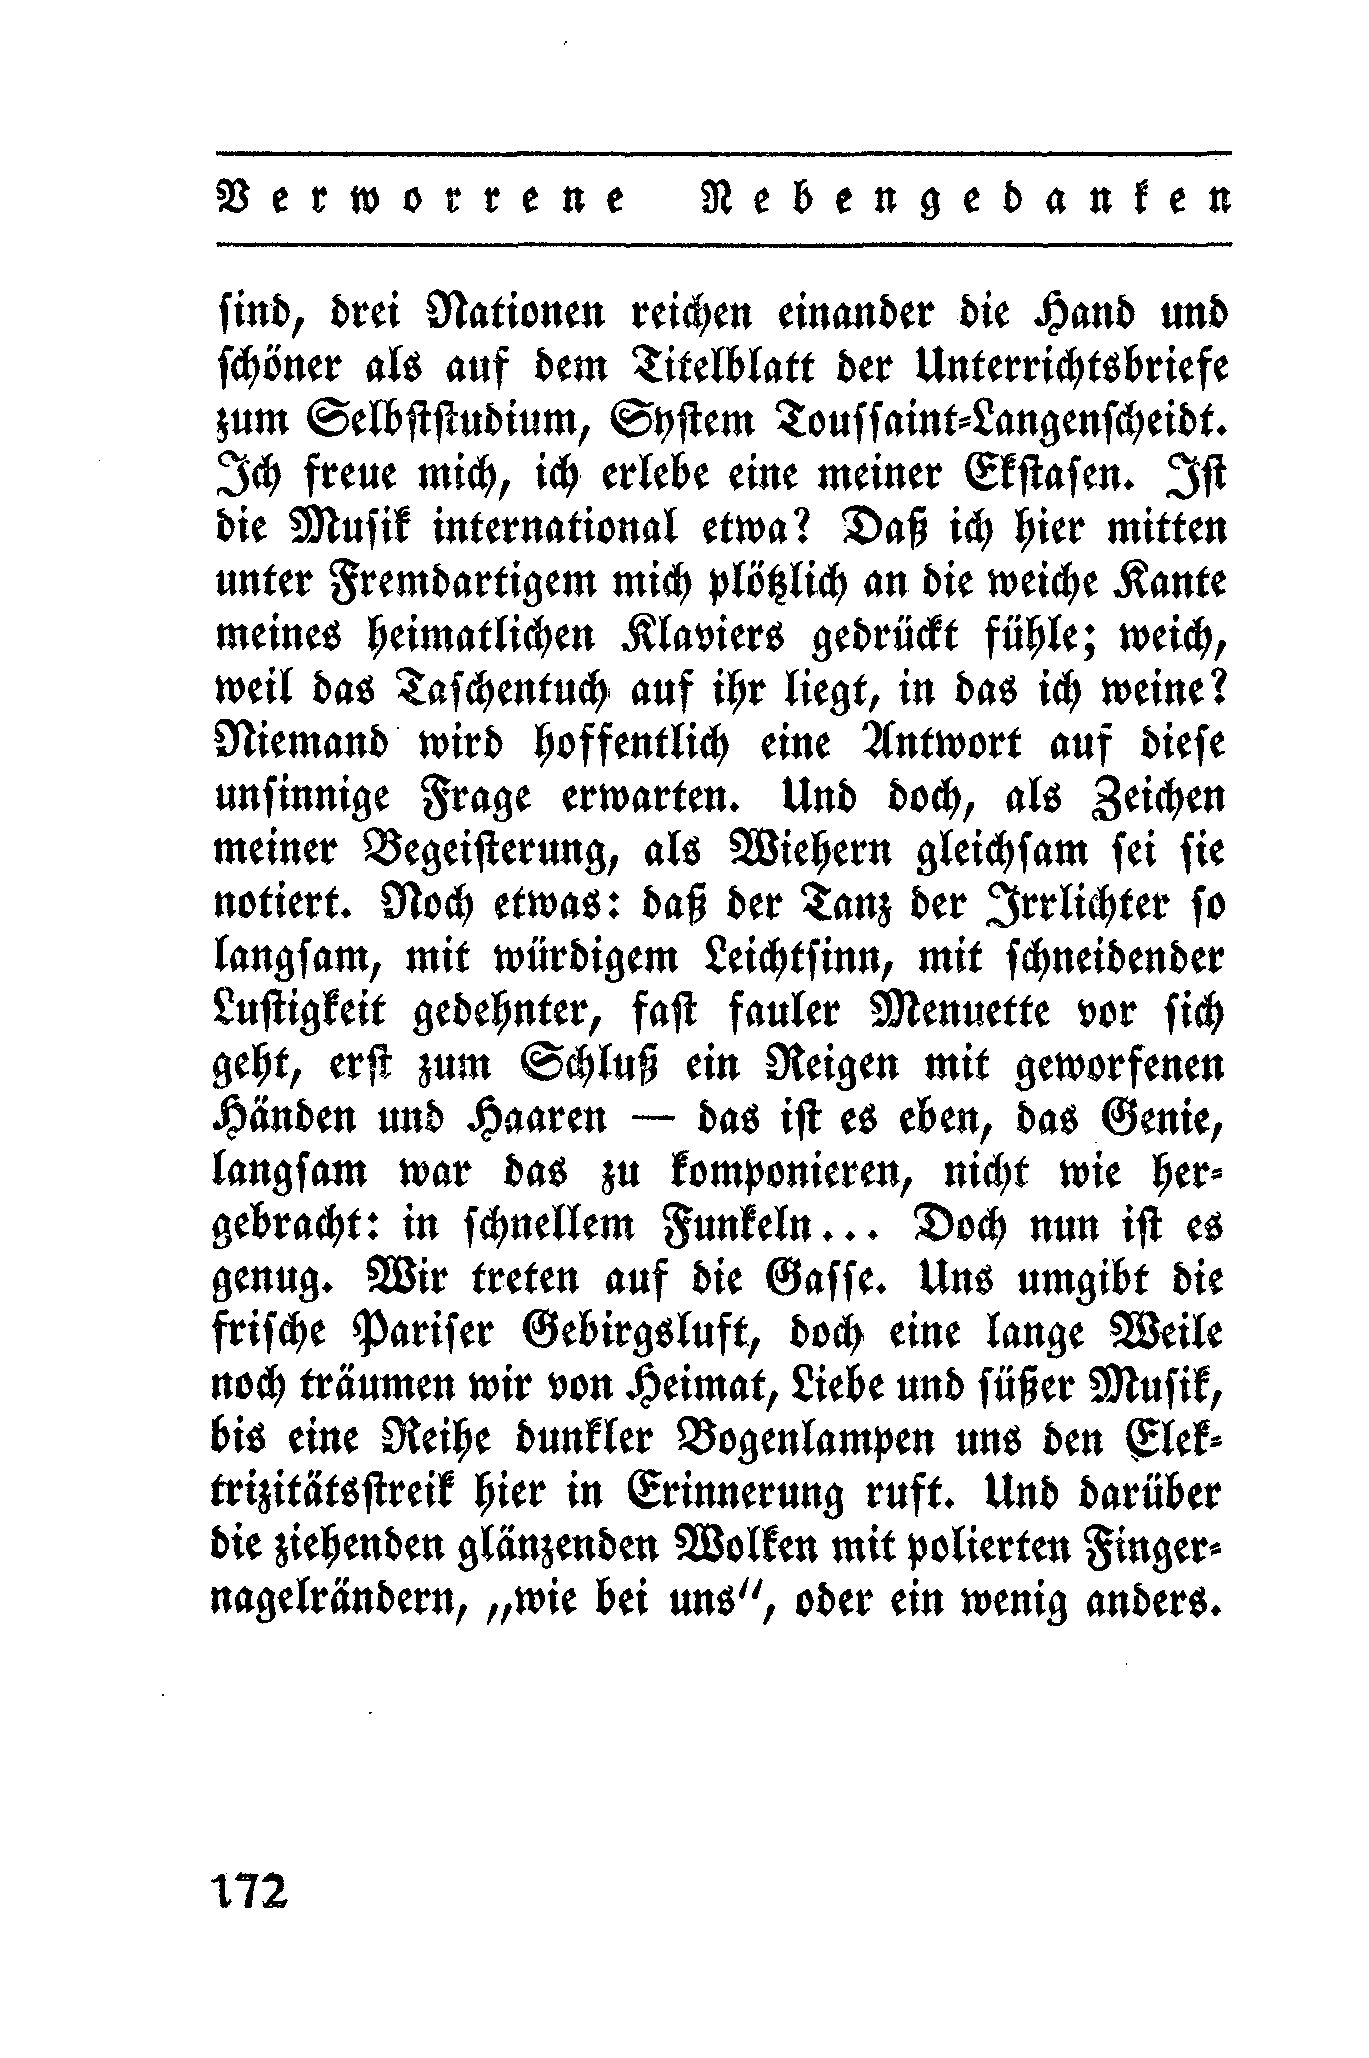 Verworrene Nebengedanken
sind, drei Nationen reichen einander die Hand und
schöner als auf dem Titelblatt der Unterrichtsbriefe
zum Selbststudium, System Toussaint-Langenscheidt.
Ich freue mich, ich erlebe eine meiner Ekstasen. Ist
die Musik international etwa? Daß ich hier mitten
unter Fremdartigem mich plötzlich an die weiche Kante
meines heimatlichen Klaviers gedrückt fühle; weich,
weil das Taschentuch auf ihr liegt, in das ich weine?
Niemand wird hoffentlich eine Antwort auf diese
unsinnige Frage erwarten. Und doch, als Zeichen
meiner Begeisterung, als Wiehern gleichsam sei sie
notiert. Noch etwas: daß der Tanz der Irrlichter so
langsam, mit würdigem Leichtsinn, mit schneidender
Lustigkeit gedehnter, fast fauler Menuette vor sich
geht, erst zum Schluß ein Reigen mit geworfenen
Händen und Haaren — das ist es eben, das Genie,
langsam war das zu komponieren, nicht wie her-
gebracht: in schnellem Funkeln... Doch nun ist es
genug. Wir treten auf die Gasse. Uns umgibt die
frische Pariser Gebirgsluft, doch eine lange Weile
noch träumen wir von Heimat, Liebe und süßer Musik,
bis eine Reihe dunkler Bogenlampen uns den Elek-
trizitätsstreik hier in Erinnerung ruft. Und darüber
die ziehenden glänzenden Wolken mit polierten Finger-
nagelrändern, „wie bei uns“, oder ein wenig anders.
172